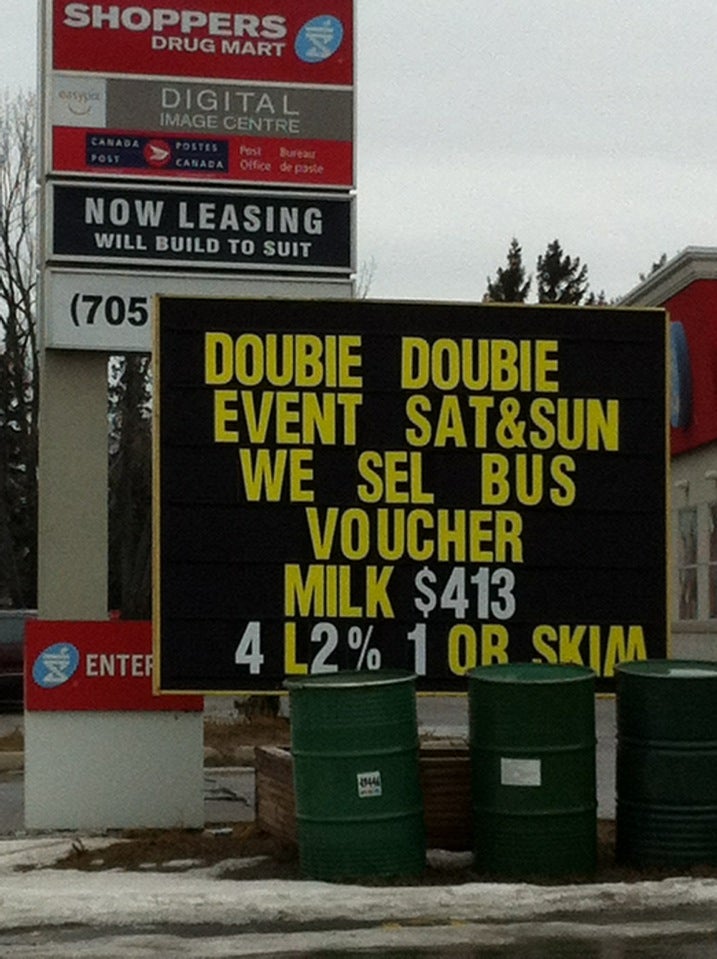 SHOPPERS
DRUG MART
easypix
DIGITAL
IMAGE CENTRE
CANADA POSTES
POST CANADA
Post Bureau
Office de poste
NOW LEASING
WILL BUILD TO SUIT
(705
DOUBIE DOUBIE
EVENT SAT&SUN
WE SEL BUS
VOUCHER
MILK $413
4 L2% 1 OR SKIM
ENTER